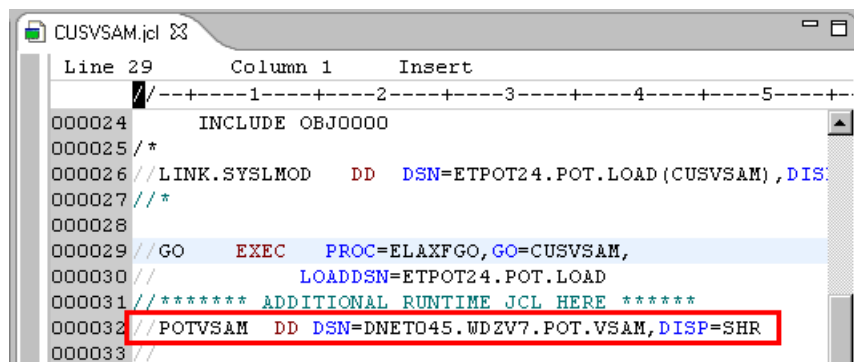 CUSVSAM.jcl
Line 29 Column 1 Insert
//--+----1----+----2----+----3----+----4----+----5----+-
000024 INCLUDE OBJ0000
000025 /*
000026 //LINK.SYSLMOD DD DSN=ETPOT24.POT.LOAD(CUSVSAM),DIS
000027 //*
000028
000029 //GO EXEC PROC=ELAXFGO,GO=CUSVSAM,
000030 // LOADDSN=ETPOT24.POT.LOAD
000031 //******* ADDITIONAL RUNTIME JCL HERE ******
000032 //POTVSAM DD DSN=DNET045.WDZV7.POT.VSAM,DISP=SHR
000033 //